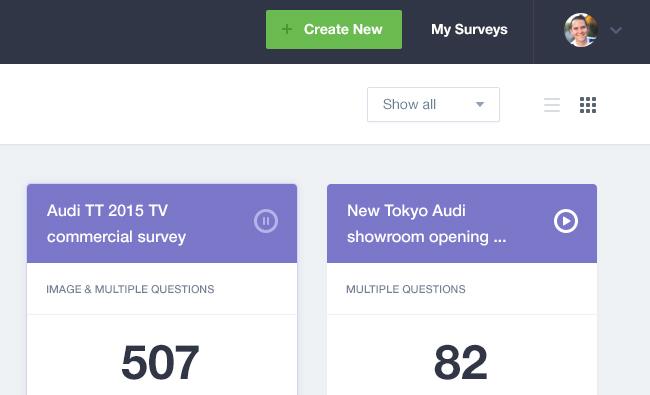 + Create New
My Surveys
Show all
Audi TT 2015 TV
commercial survey
New Tokyo Audi
showroom opening ...
IMAGE & MULTIPLE QUESTIONS
MULTIPLE QUESTIONS
507
82